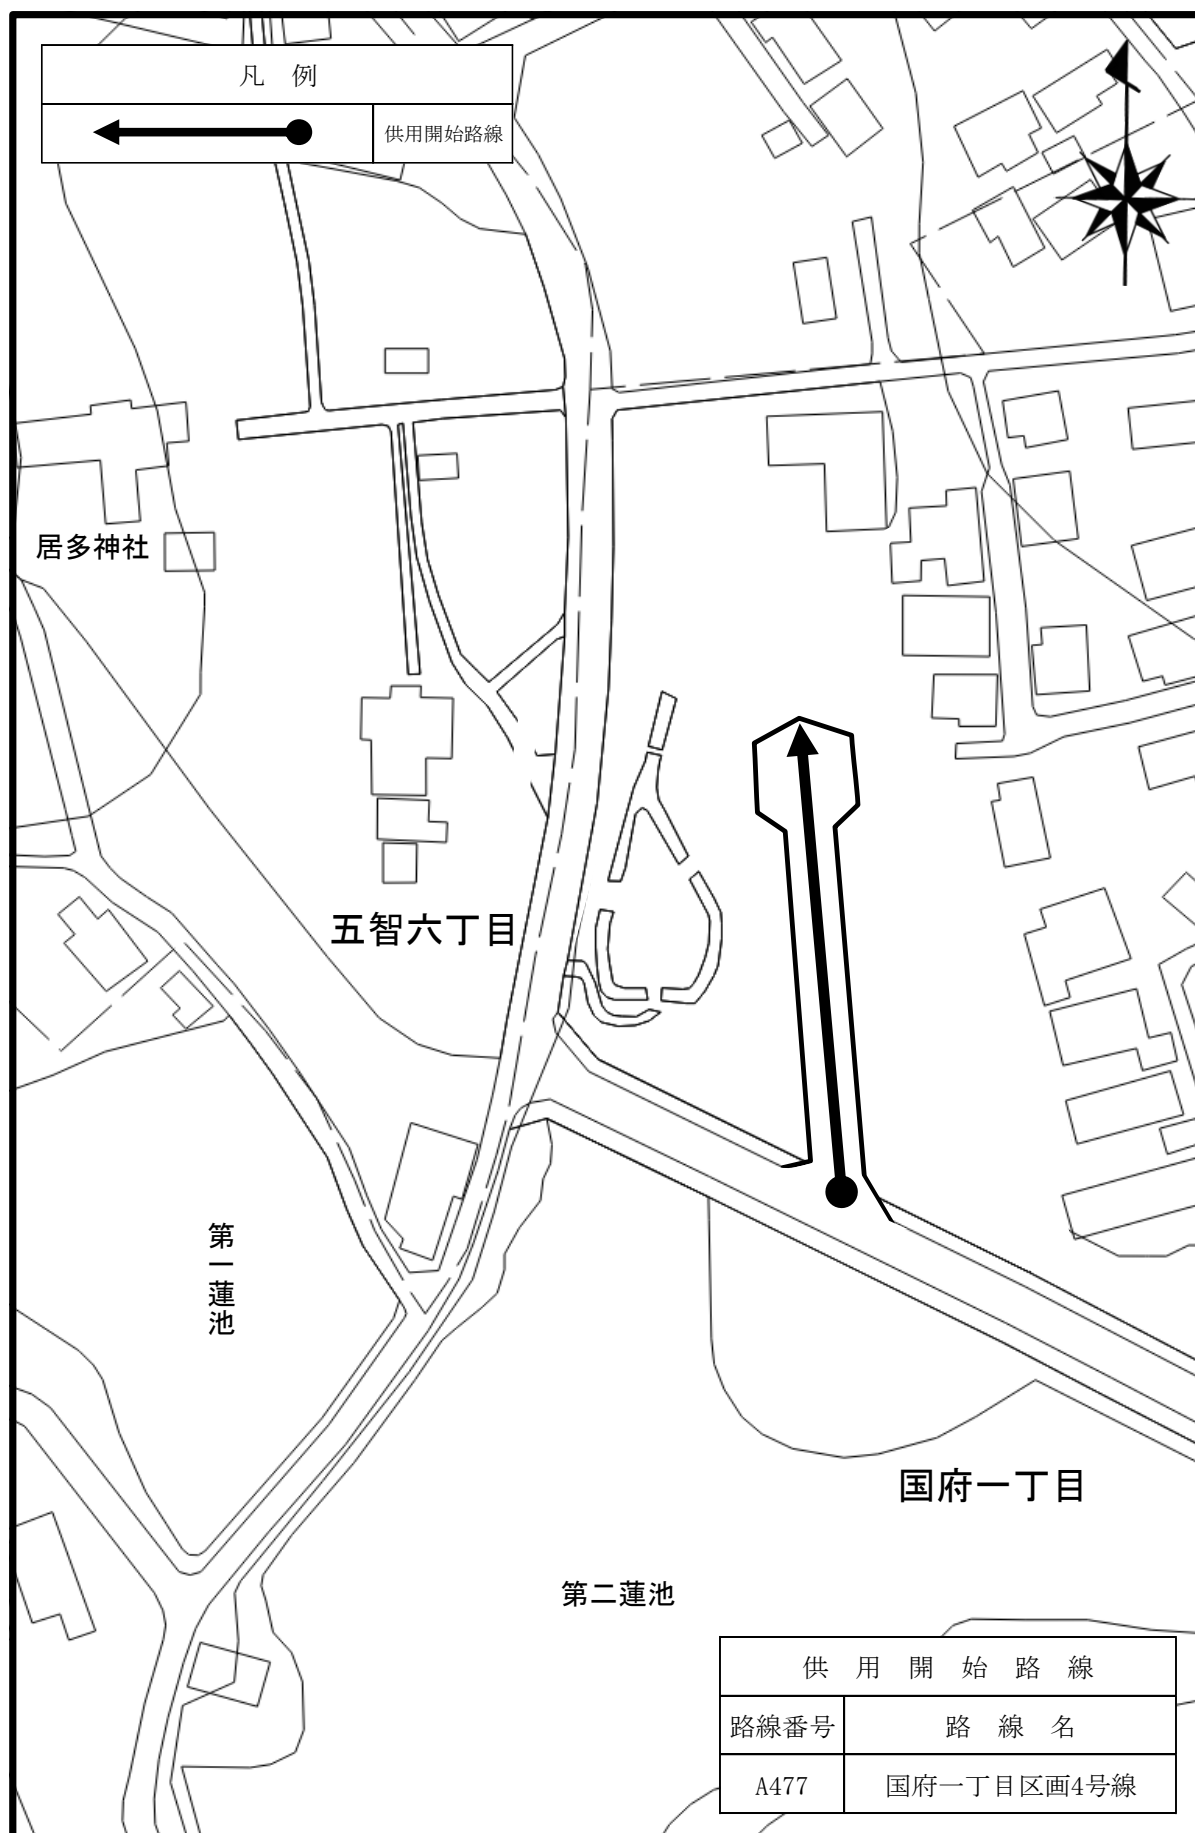 凡　例
供用開始路線
居多神社
五智六丁目
第一蓮池
国府一丁目
第二蓮池
供　用　開　始　路　線
路線番号
路　線　名
A477
国府一丁目区画4号線